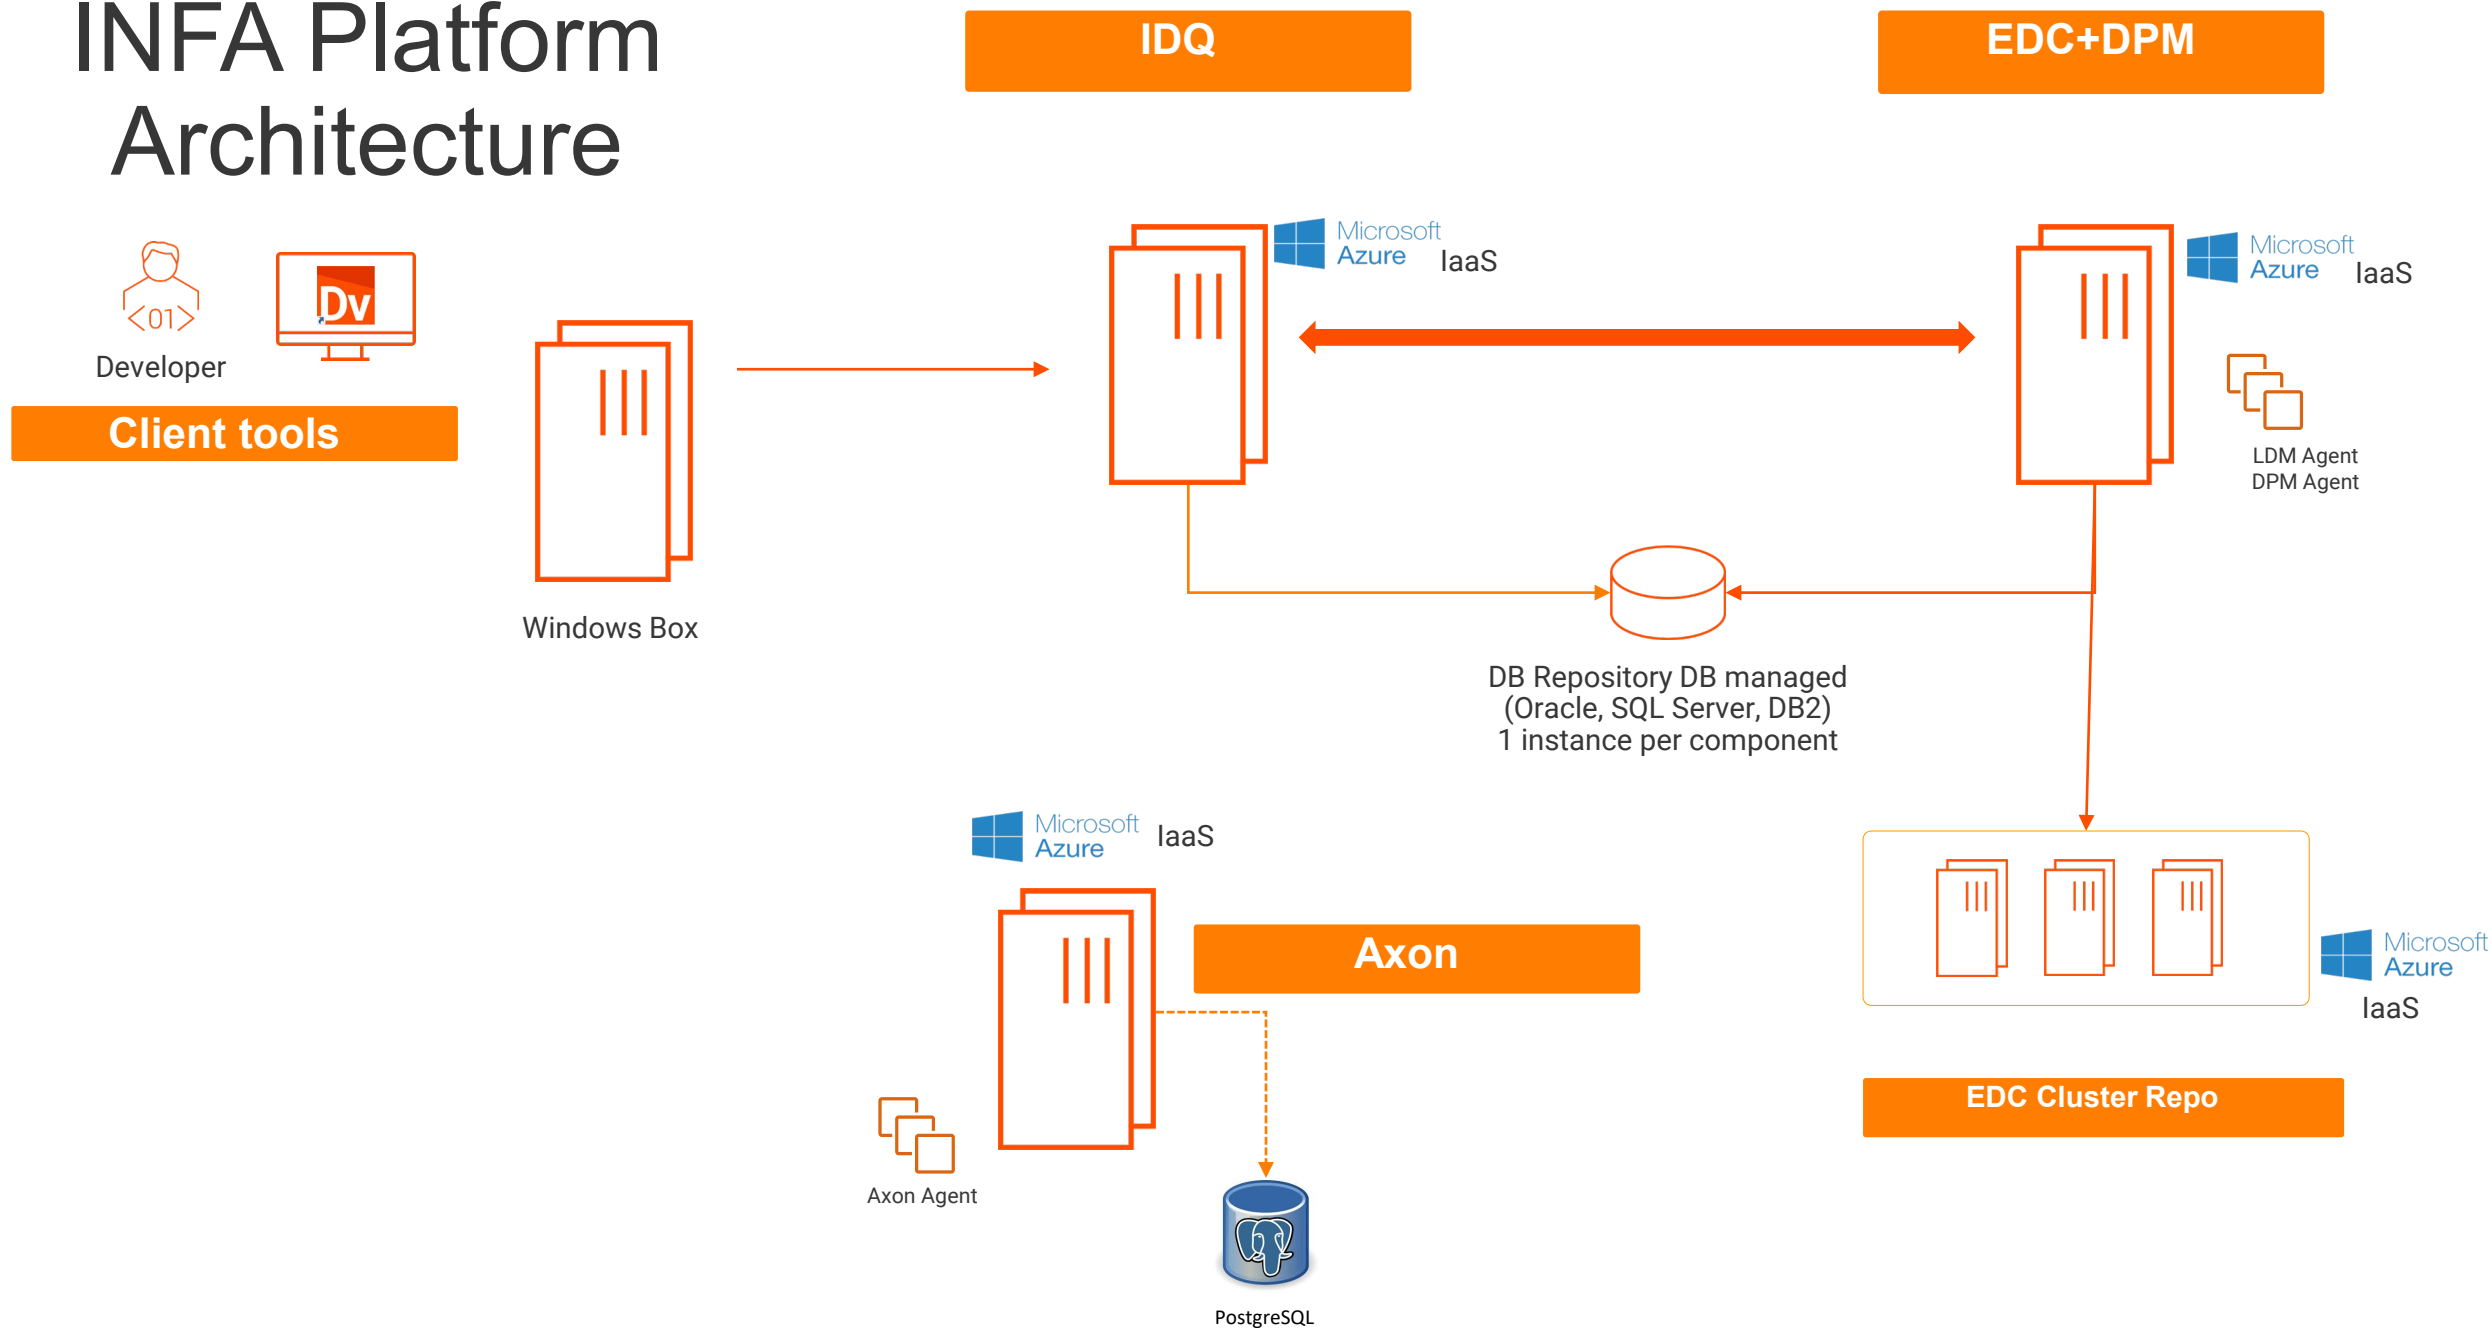 INFA Platform
Architecture
IDQ
EDC+DPM
Microsoft
Azure
IaaS
Microsoft
Azure
IaaS
<01>
Dv
Developer
Client tools
Windows Box
LDM Agent
DPM Agent
DB Repository DB managed
(Oracle, SQL Server, DB2)
1 instance per component
Microsoft
Azure
IaaS
Axon
Microsoft
Azure
IaaS
EDC Cluster Repo
Axon Agent
PostgreSQL